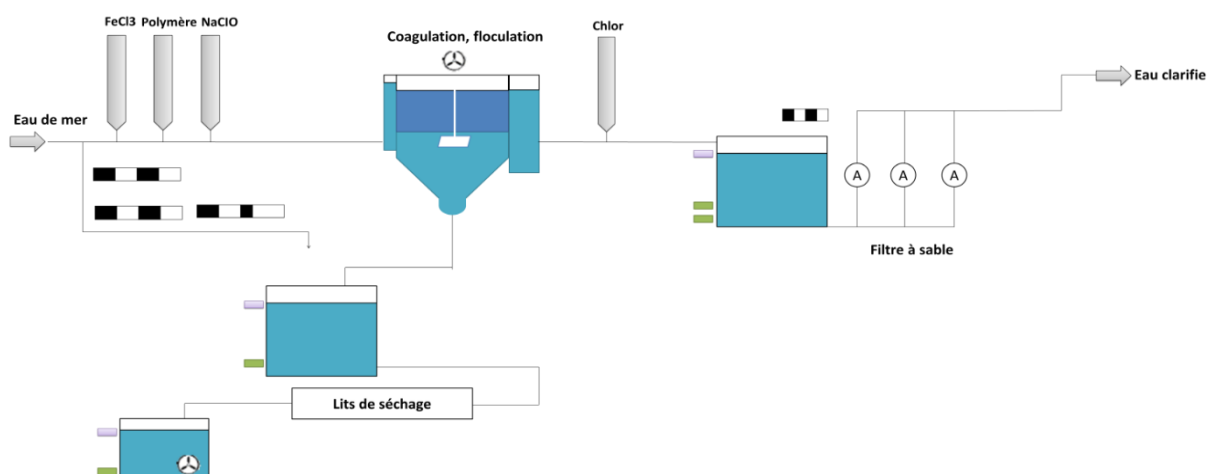 FeCl3 Polymère NaClO
Chlor
Coagulation, floculation
Eau clarifie
Eau de mer
A A A
Filtre à sable
Lits de séchage